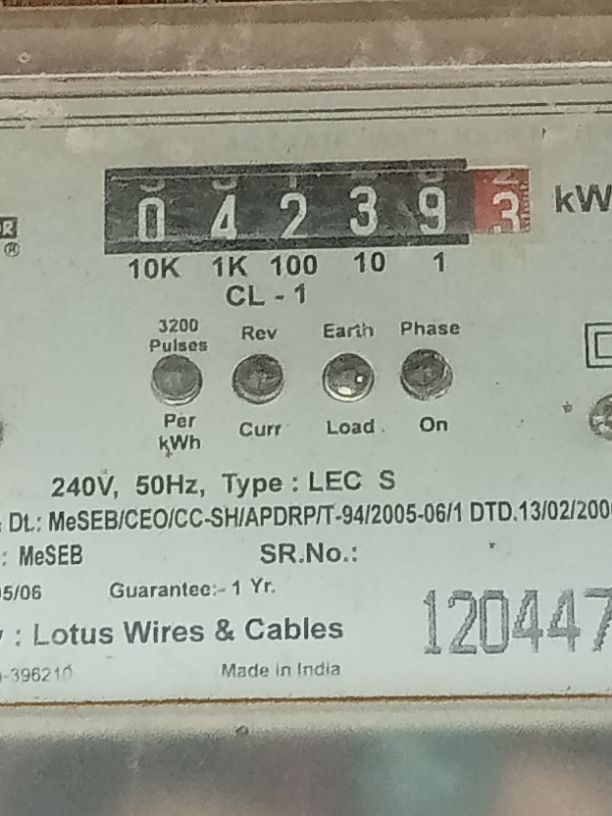 0 4 2 3 9 3 kW
R
®
10K 1K 100 10 1
CL - 1
3200 Pulses Rev Earth Phase
Per kWh Curr Load On
240V, 50Hz, Type : LEC S
Dt.: MeSEB/CEO/CC-SH/APDRP/T-94/2005-06/1 DTD.13/02/200
: MeSEB SR.No.:
5/06 Guarantee:- 1 Yr.
: Lotus Wires & Cables 120447
-396210 Made in India